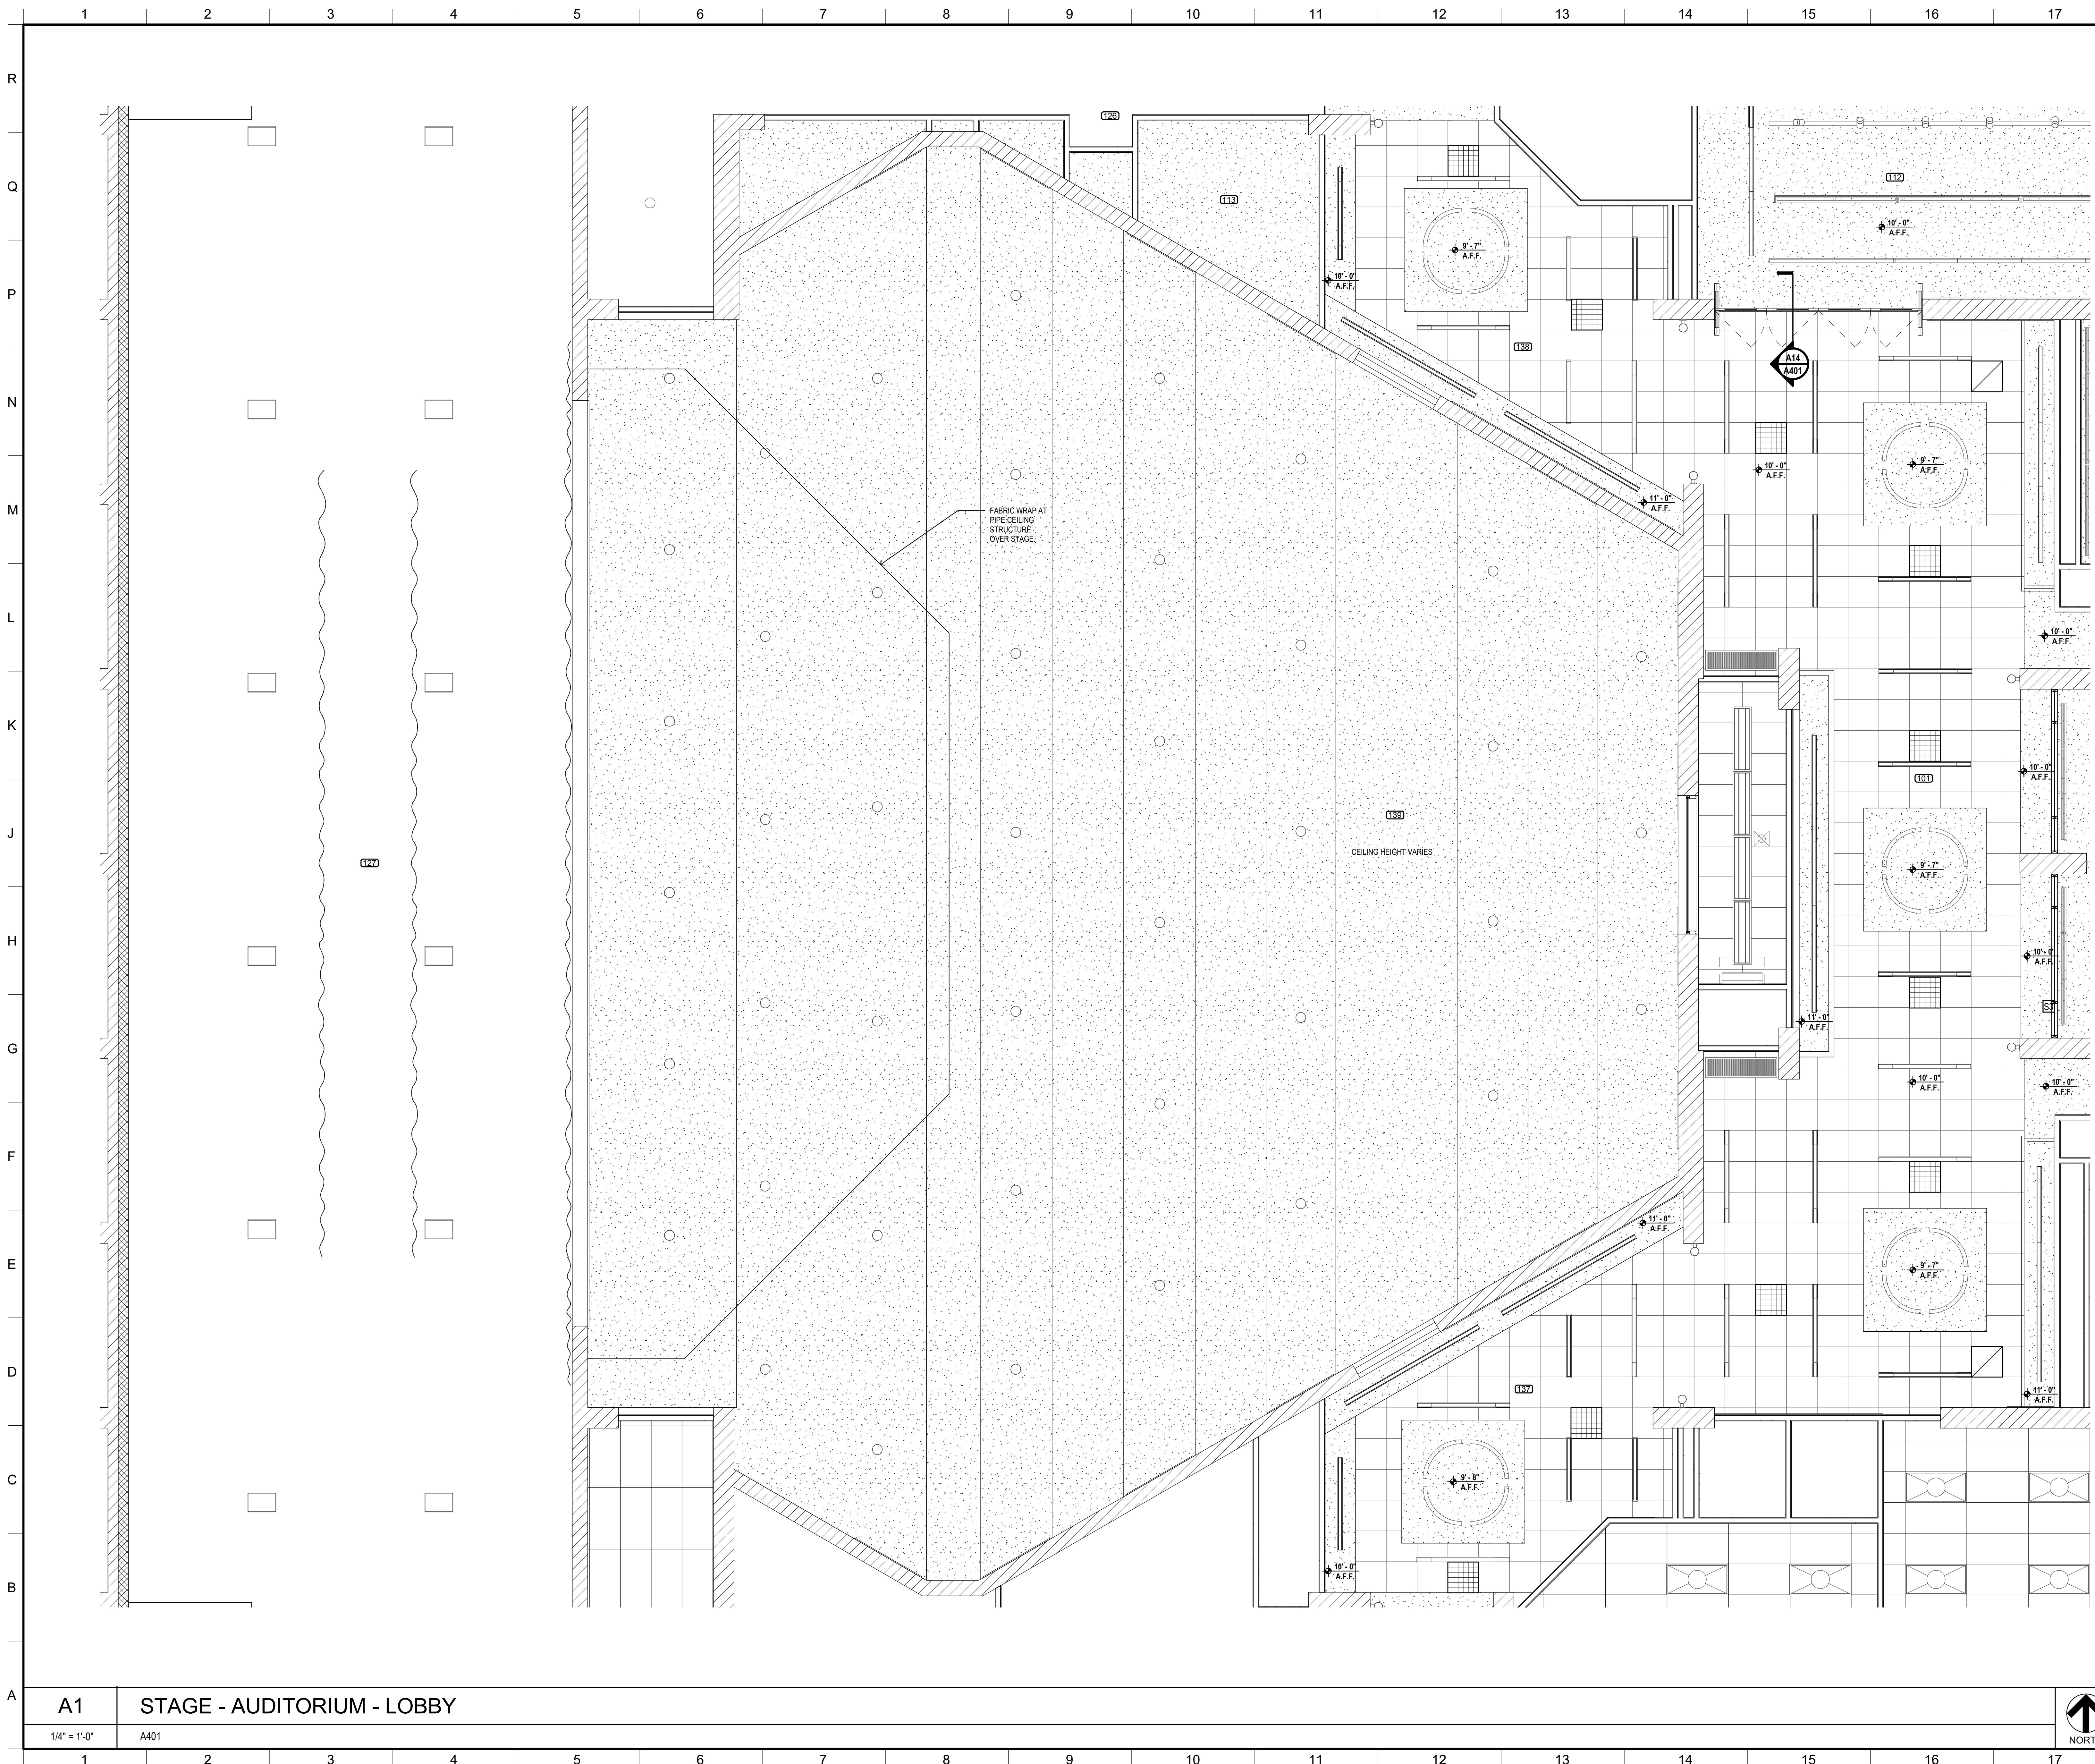 1 2 3 4 5 6 7 8 9 10 11 12 13 14 15 16 17
R
126
Q
112
113
10' - 0"
A.F.F.
9' - 7"
A.F.F.
10' - 0"
A.F.F.
P
138
A14
A401
N
9' - 7"
A.F.F.
10' - 0"
A.F.F.
11' - 0"
A.F.F.
M
FABRIC WRAP AT
PIPE CEILING
STRUCTURE
OVER STAGE.
L
10' - 0"
A.F.F.
K
10' - 0"
A.F.F.
101
139
J
CEILING HEIGHT VARIES
127
9' - 7"
A.F.F.
H
10' - 0"
A.F.F.
S3
11' - 0"
A.F.F.
G
10' - 0"
A.F.F.
10' - 0"
A.F.F.
F
11' - 0"
A.F.F.
E
9' - 7"
A.F.F.
D
137
11' - 0"
A.F.F.
C
9' - 8"
A.F.F.
10' - 0"
A.F.F.
B
A
A1
STAGE - AUDITORIUM - LOBBY
1/4" = 1'-0"
A401
NORT
1 2 3 4 5 6 7 8 9 10 11 12 13 14 15 16 17